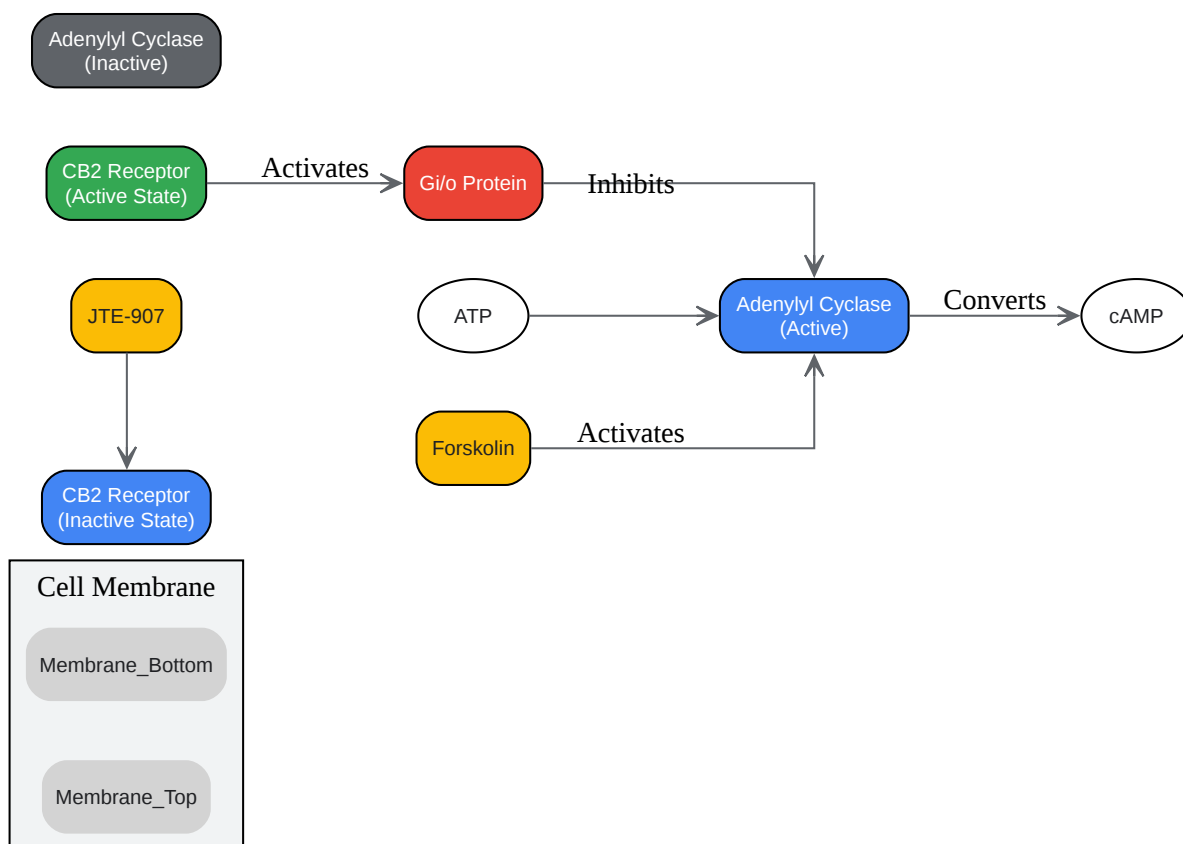 Adenylyl Cyclase
(Inactive)
CB2 Receptor
(Active State)
Activates
Gi/o Protein
Inhibits
JTE-907
ATP
Adenylyl Cyclase
(Active)
Converts
cAMP
Forskolin
Activates
CB2 Receptor
(Inactive State)
Cell Membrane
Membrane_Bottom
Membrane_Top